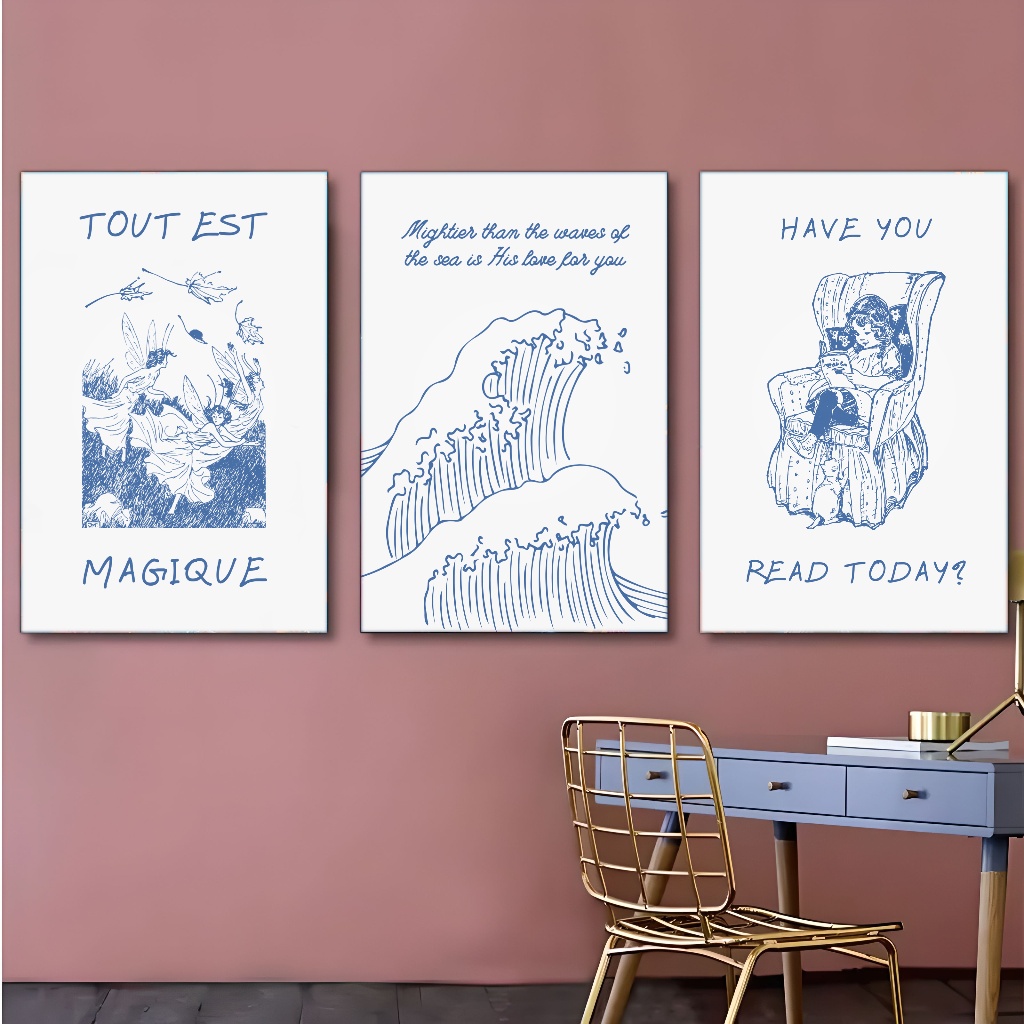 TOUT EST
MAGIQUE
Mightier than the waves of
the sea is His love for you
HAVE YOU
READ TODAY?